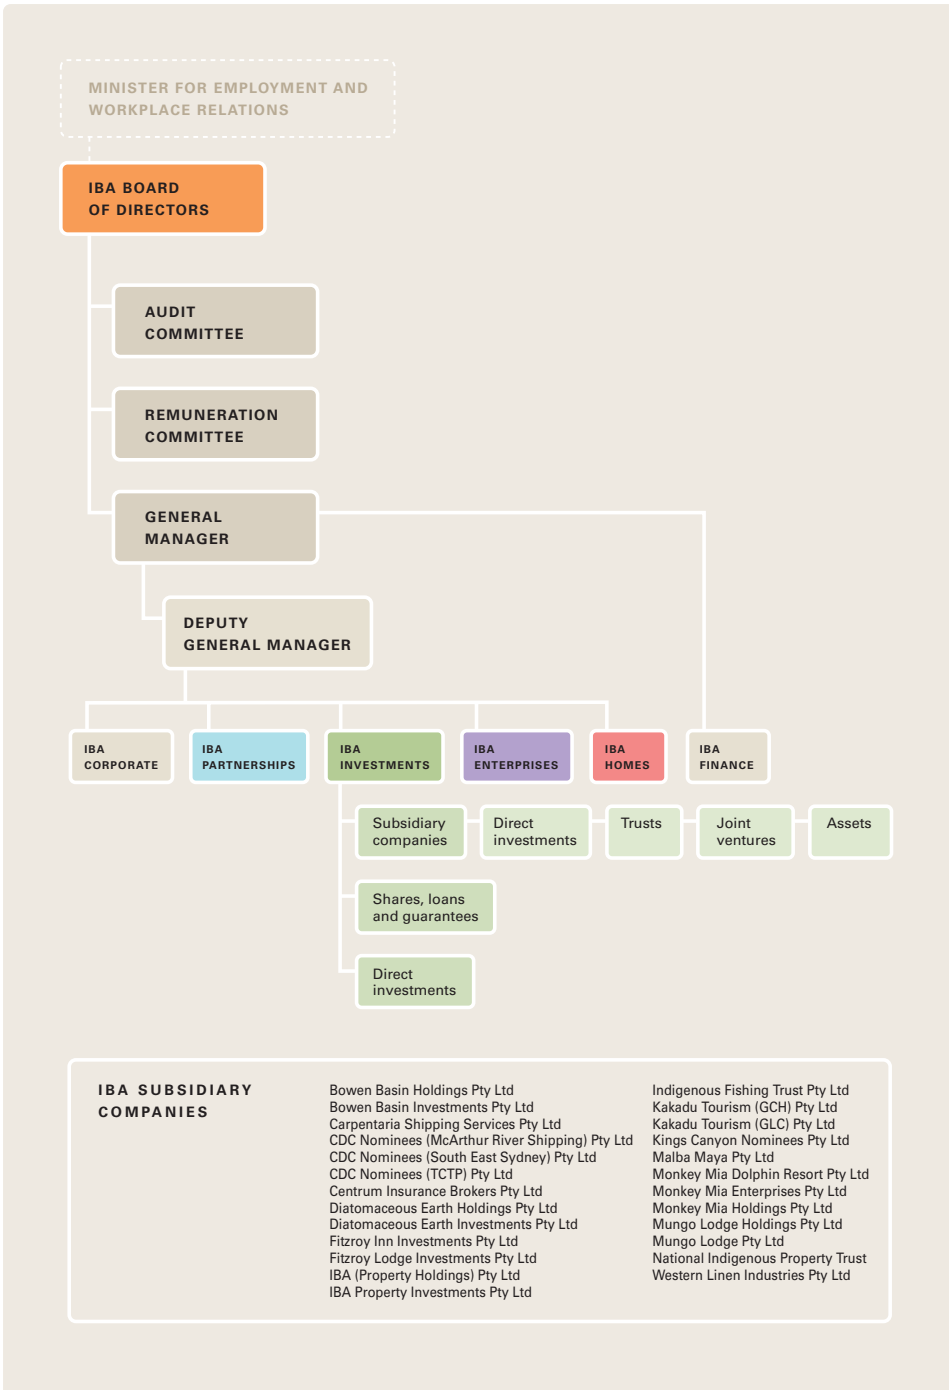 MINISTER FOR EMPLOYMENT AND
WORKPLACE RELATIONS
IBA BOARD
OF DIRECTORS
AUDIT
COMMITTEE
REMUNERATION
COMMITTEE
GENERAL
MANAGER
DEPUTY
GENERAL MANAGER
IBA
CORPORATE
IBA
PARTNERSHIPS
IBA
INVESTMENTS
IBA
ENTERPRISES
IBA
HOMES
IBA
FINANCE
Subsidiary
companies
Direct
investments
Trusts
Joint
ventures
Assets
Shares, loans
and guarantees
Direct
investments
IBA SUBSIDIARY
COMPANIES
Bowen Basin Holdings Pty Ltd
Bowen Basin Investments Pty Ltd
Carpentaria Shipping Services Pty Ltd
CDC Nominees (McArthur River Shipping) Pty Ltd
CDC Nominees (South East Sydney) Pty Ltd
CDC Nominees (TCTP) Pty Ltd
Centrum Insurance Brokers Pty Ltd
Diatomaceous Earth Holdings Pty Ltd
Diatomaceous Earth Investments Pty Ltd
Fitzroy Inn Investments Pty Ltd
Fitzroy Lodge Investments Pty Ltd
IBA (Property Holdings) Pty Ltd
IBA Property Investments Pty Ltd
Indigenous Fishing Trust Pty Ltd
Kakadu Tourism (GCH) Pty Ltd
Kakadu Tourism (GLC) Pty Ltd
Kings Canyon Nominees Pty Ltd
Malba Maya Pty Ltd
Monkey Mia Dolphin Resort Pty Ltd
Monkey Mia Enterprises Pty Ltd
Monkey Mia Holdings Pty Ltd
Mungo Lodge Holdings Pty Ltd
Mungo Lodge Pty Ltd
National Indigenous Property Trust
Western Linen Industries Pty Ltd